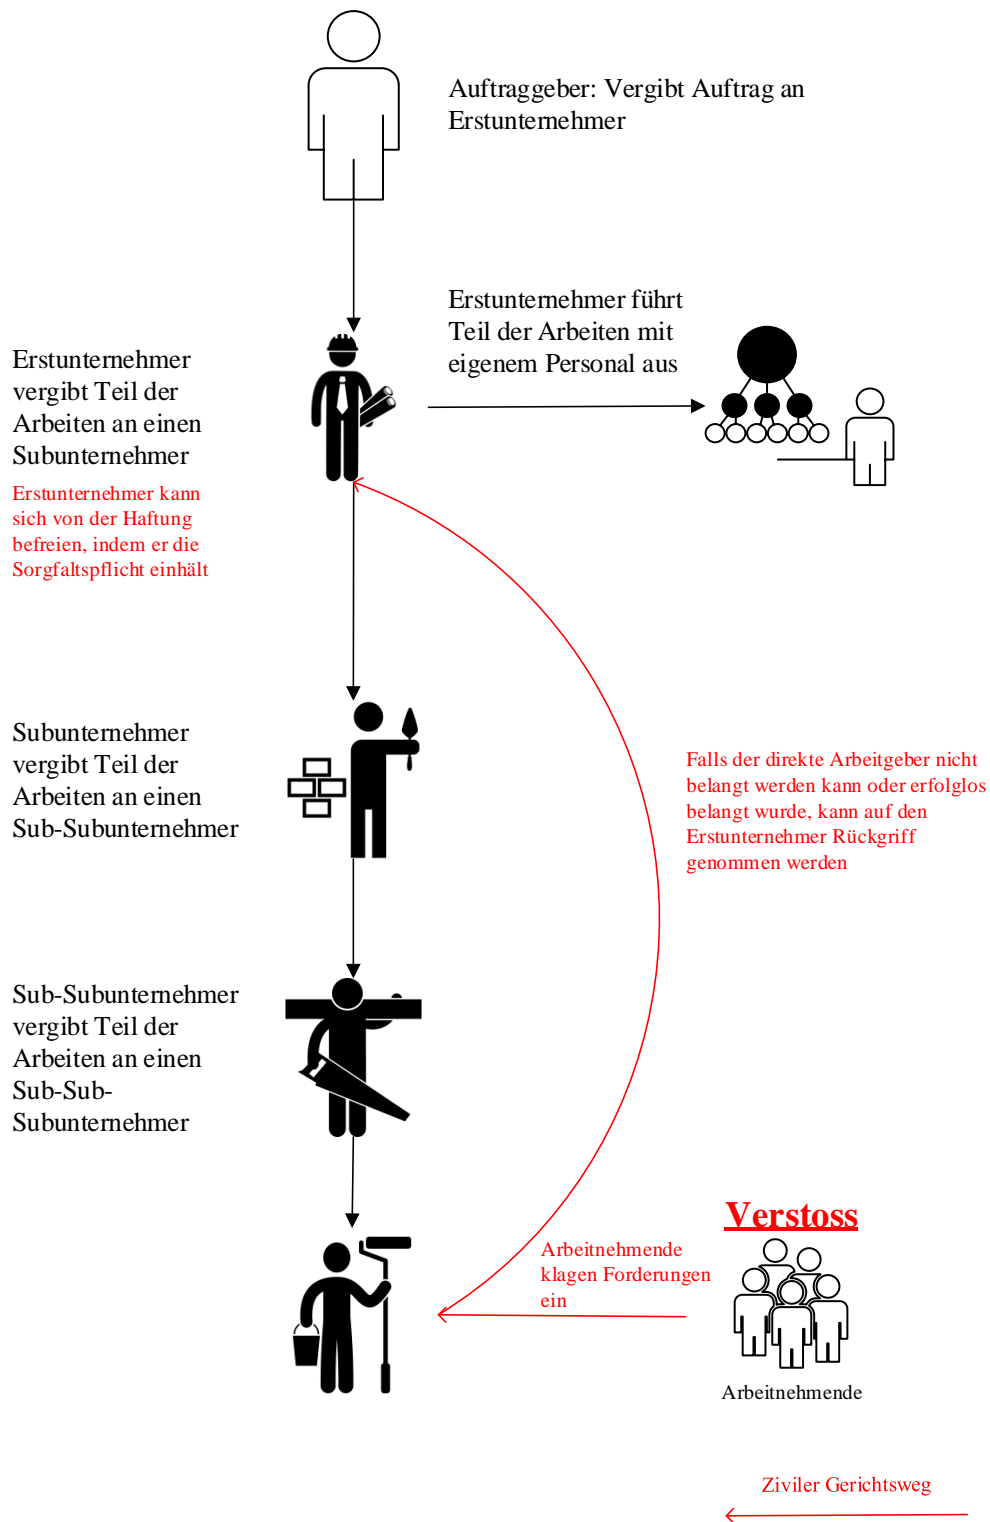 Auftraggeber: Vergibt Auftrag an
Erstunternehmer
Erstunternehmer führt
Teil der Arbeiten mit
eigenem Personal aus
Erstunternehmer
vergibt Teil der
Arbeiten an einen
Subunternehmer
Erstunternehmer kann
sich von der Haftung
befreien, indem er die
Sorgfaltspflicht einhält
Subunternehmer
vergibt Teil der
Arbeiten an einen
Sub-Subunternehmer
Falls der direkte Arbeitgeber nicht
belangt werden kann oder erfolglos
belangt wurde, kann auf den
Erstunternehmer Rückgriff
genommen werden
Sub-Subunternehmer
vergibt Teil der
Arbeiten an einen
Sub-Sub-
Subunternehmer
Verstoss
Arbeitnehmende
klagen Forderungen
ein
Arbeitnehmende
Ziviler Gerichtsweg